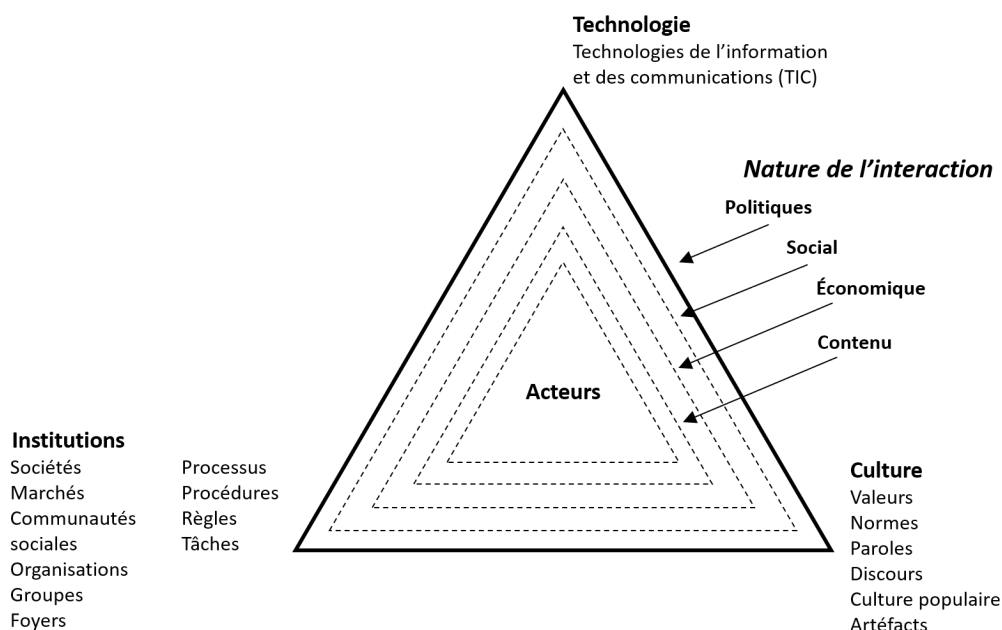 Technologie
Technologies de l’information
et des communications (TIC)
Nature de l’interaction
Politiques
Social
Économique
Contenu
Acteurs
Institutions
Sociétés
Marchés
Communautés
sociales
Organisations
Groupes
Foyers
Processus
Procédures
Règles
Tâches
Culture
Valeurs
Normes
Paroles
Discours
Culture populaire
Artéfacts